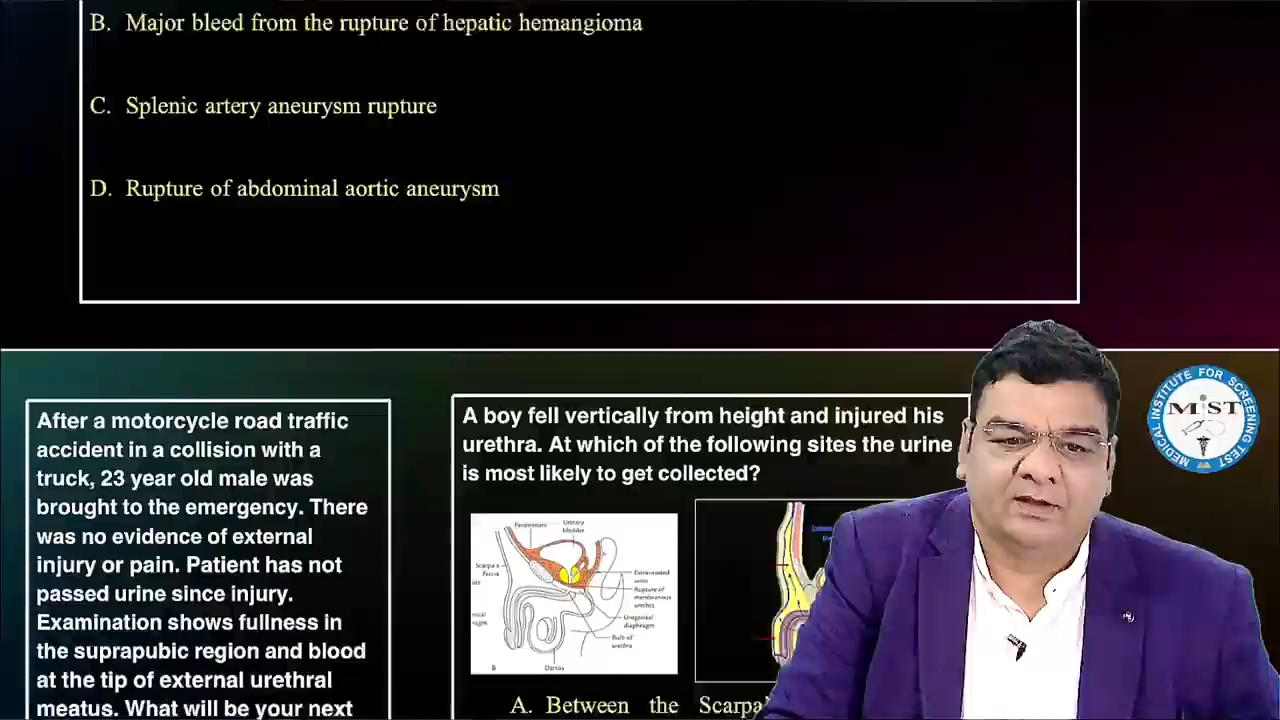 B. Major bleed from the rupture of hepatic hemangioma
C. Splenic artery aneurysm rupture
D. Rupture of abdominal aortic aneurysm
After a motorcycle road traffic
accident in a collision with a
truck, 23 year old male was
brought to the emergency. There
was no evidence of external
injury or pain. Patient has not
passed urine since injury.
Examination shows fullness in
the suprapubic region and blood
at the tip of external urethral
meatus. What will be your next
A boy fell vertically from height and injured his
urethra. At which of the following sites the urine
is most likely to get collected?
Peritoneum
Urinary
bladder
Scarpa's
Fascia
Extravasated
urine
Rupture of
membranous
urethra
Urogenital
diaphragm
Bulb of
urethra
B
Dartos
A. Between the Scarpa
MIST
MEDICAL INSTITUTE FOR SCREENING TEST